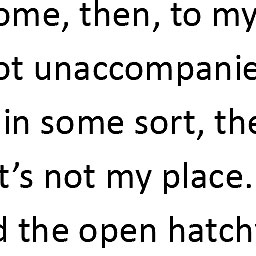 ome, then, to my
ot unaccompanie
in some sort, the
t’s not my place.
d the open hatch